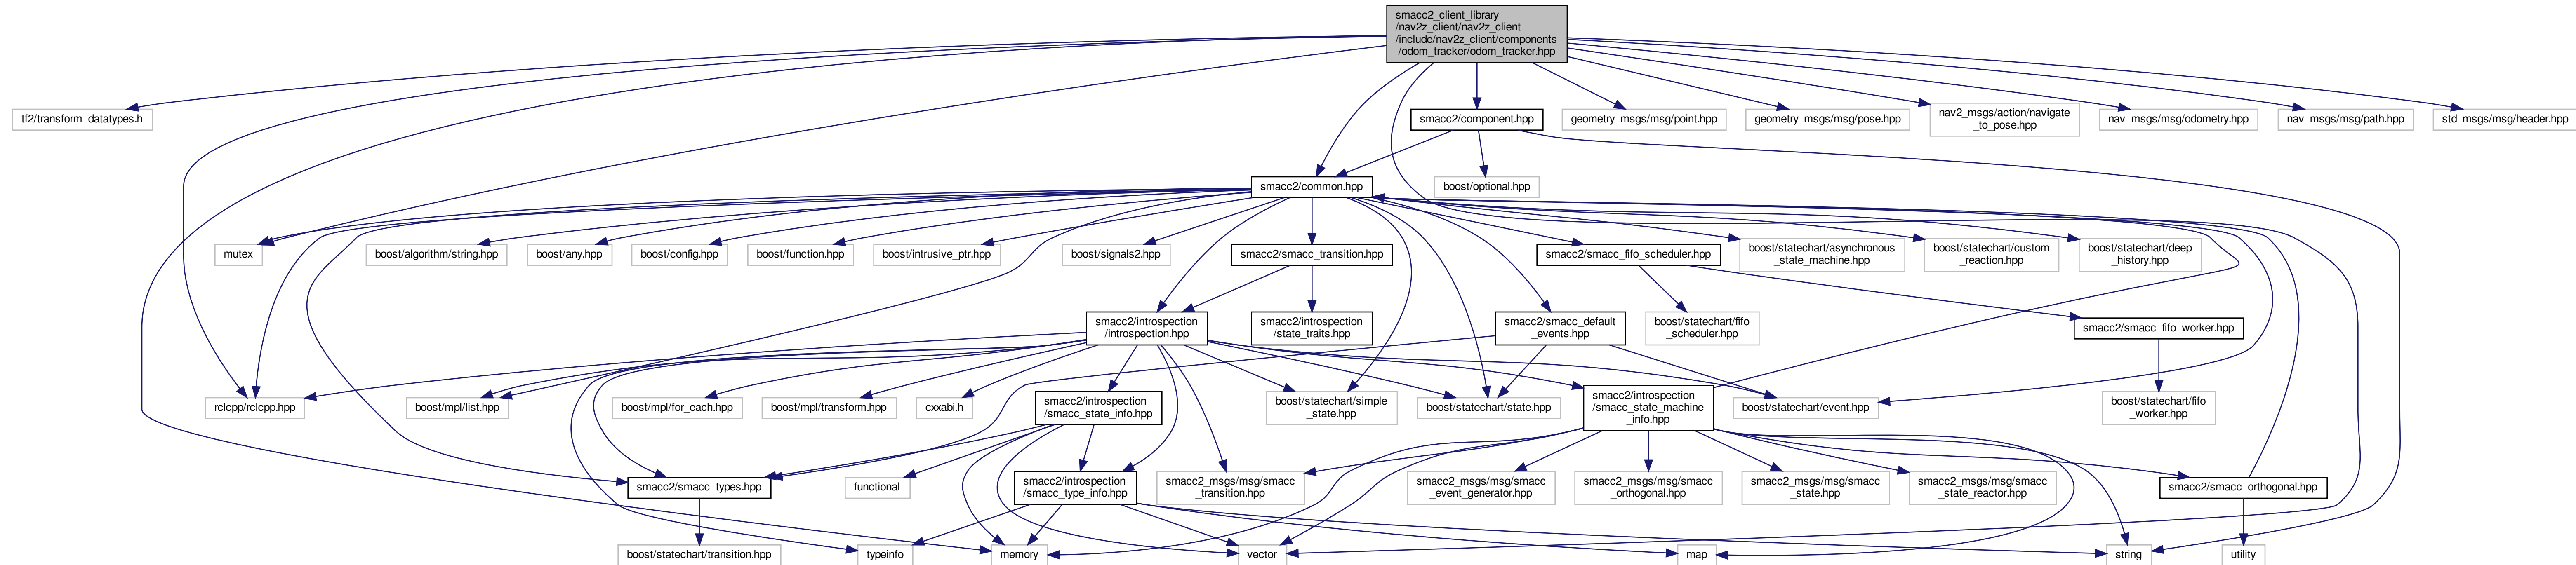 smacc2_client_library
/nav2z_client/nav2z_client
/include/nav2z_client/components
/odom_tracker/odom_tracker.hpp
tf2/transform_datatypes.h
smacc2/component.hpp
geometry_msgs/msg/point.hpp
geometry_msgs/msg/pose.hpp
nav2_msgs/action/navigate
_to_pose.hpp
nav_msgs/msg/odometry.hpp
nav_msgs/msg/path.hpp
std_msgs/msg/header.hpp
smacc2/common.hpp
boost/optional.hpp
mutex
boost/algorithm/string.hpp
boost/any.hpp
boost/config.hpp
boost/function.hpp
boost/intrusive_ptr.hpp
boost/signals2.hpp
smacc2/smacc_transition.hpp
smacc2/smacc_fifo_scheduler.hpp
boost/statechart/asynchronous
_state_machine.hpp
boost/statechart/custom
_reaction.hpp
boost/statechart/deep
_history.hpp
smacc2/introspection
/introspection.hpp
smacc2/introspection
/state_traits.hpp
smacc2/smacc_default
_events.hpp
boost/statechart/fifo
_scheduler.hpp
smacc2/smacc_fifo_worker.hpp
rclcpp/rclcpp.hpp
boost/mpl/list.hpp
boost/mpl/for_each.hpp
boost/mpl/transform.hpp
cxxabi.h
smacc2/introspection
/smacc_state_info.hpp
boost/statechart/simple
_state.hpp
boost/statechart/state.hpp
smacc2/introspection
/smacc_state_machine
_info.hpp
boost/statechart/event.hpp
boost/statechart/fifo
_worker.hpp
smacc2/smacc_types.hpp
functional
smacc2/introspection
/smacc_type_info.hpp
smacc2_msgs/msg/smacc
_transition.hpp
smacc2_msgs/msg/smacc
_event_generator.hpp
smacc2_msgs/msg/smacc
_orthogonal.hpp
smacc2_msgs/msg/smacc
_state.hpp
smacc2_msgs/msg/smacc
_state_reactor.hpp
smacc2/smacc_orthogonal.hpp
boost/statechart/transition.hpp
typeinfo
memory
vector
map
string
utility